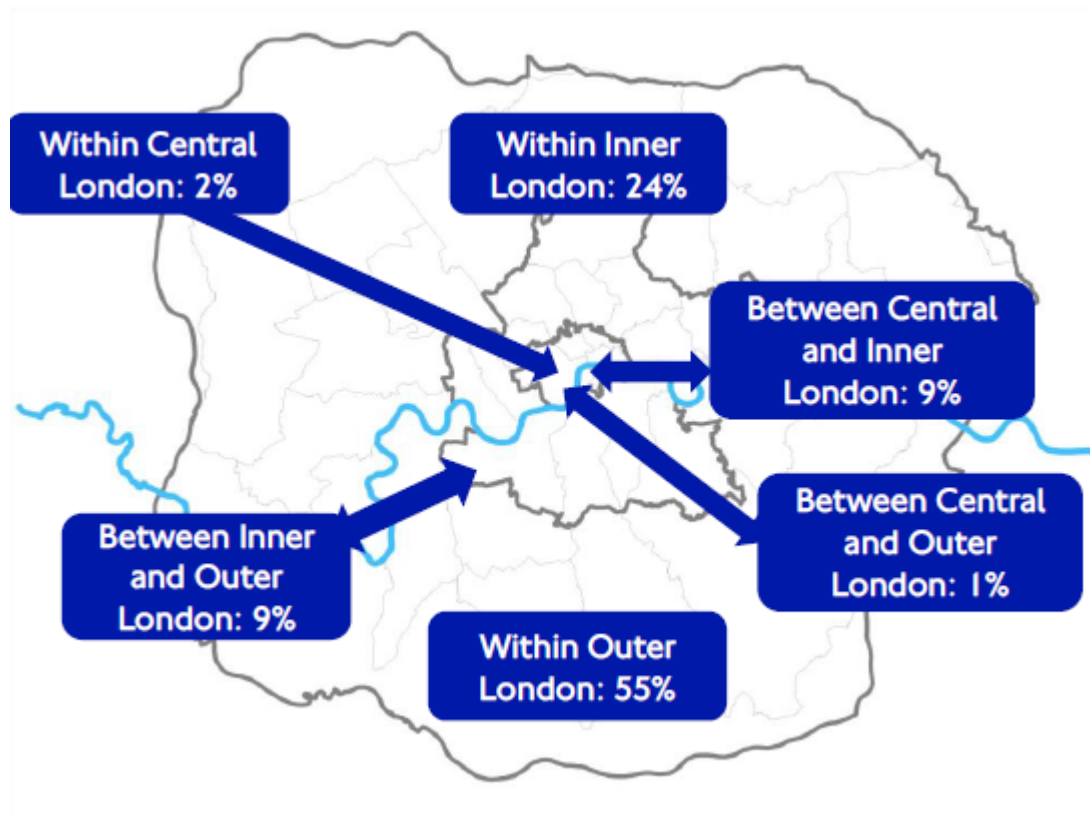 Within Central
London: 2%
Within Inner
London: 24%
Between Central
and Inner
London: 9%
Between Inner
and Outer
London: 9%
Between Central
and Outer
London: 1%
Within Outer
London: 55%